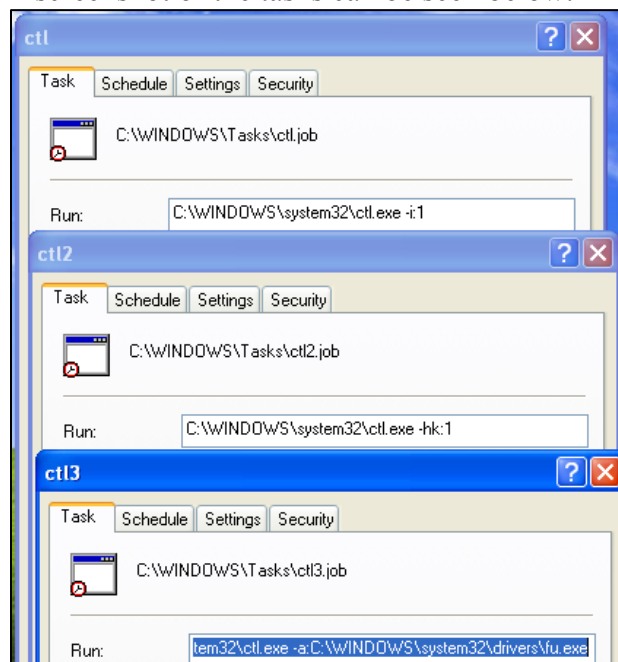 ctl
Task Schedule Settings Security
C:\WINDOWS\Tasks\ctl.job
Run: C:\WINDOWS\system32\ctl.exe -i:1
ctl2
Task Schedule Settings Security
C:\WINDOWS\Tasks\ctl2.job
Run: C:\WINDOWS\system32\ctl.exe -hk:1
ctl3
Task Schedule Settings Security
C:\WINDOWS\Tasks\ctl3.job
Run: tem32\ctl.exe -a:C:\WINDOWS\system32\drivers\fu.exe